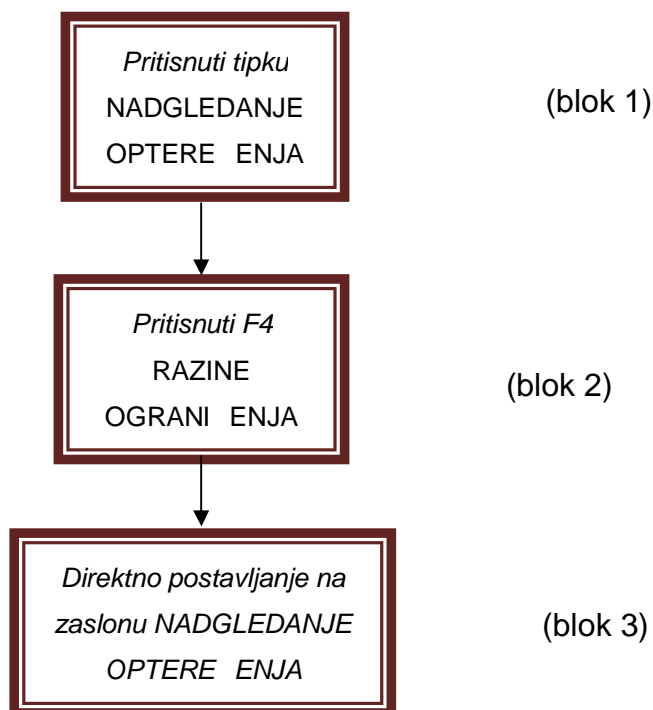 Pritisnuti tipku
NADGLEDANJE
OPTERE ENJA
(blok 1)
Pritisnuti F4
RAZINE
OGRANI ENJA
(blok 2)
Direktno postavljanje na
zaslonu NADGLEDANJE
OPTERE ENJA
(blok 3)